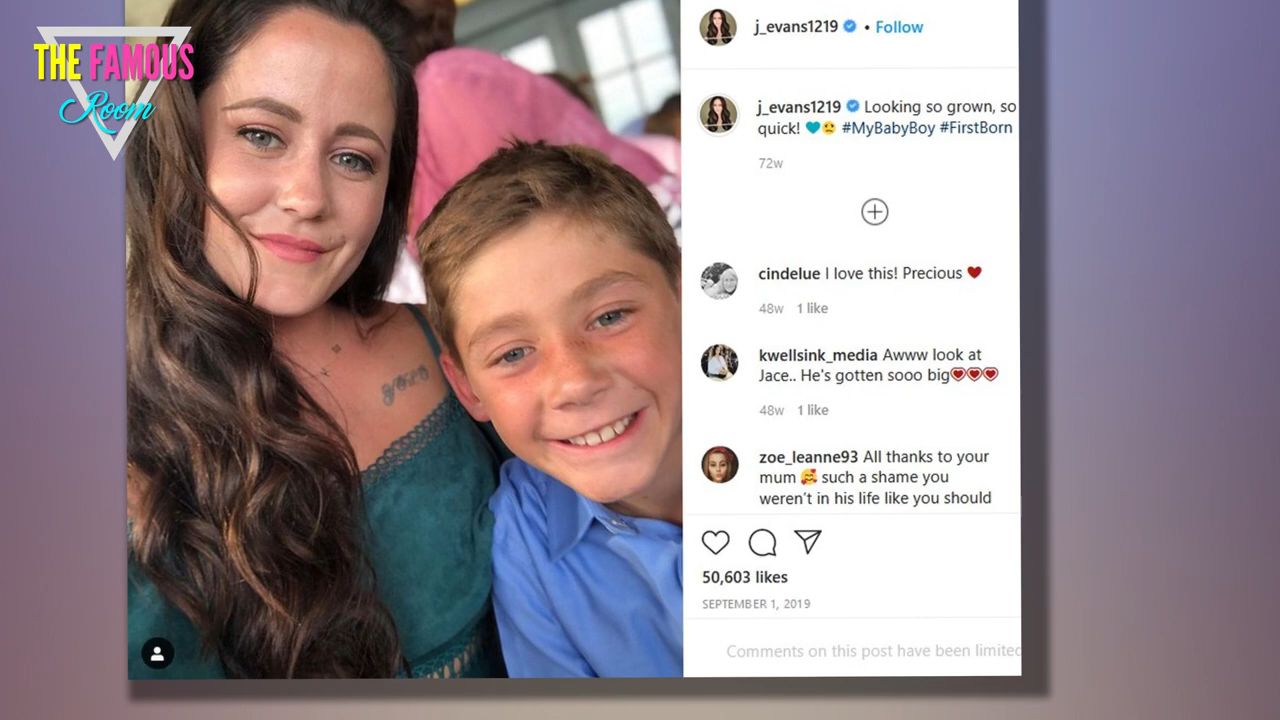 THE FAMOUS
Room
j_evans1219 • Follow
j_evans1219 Looking so grown, so
quick! 🩵😟 #MyBabyBoy #FirstBorn
72w
cindelue I love this! Precious ❤
48w 1 like
kwellsink_media Awww look at
Jace.. He's gotten sooo big💓💓💓
48w 1 like
zoe_leanne93 All thanks to your
mum 🥰 such a shame you
weren't in his life like you should
50,603 likes
SEPTEMBER 1, 2019
Comments on this post have been limited